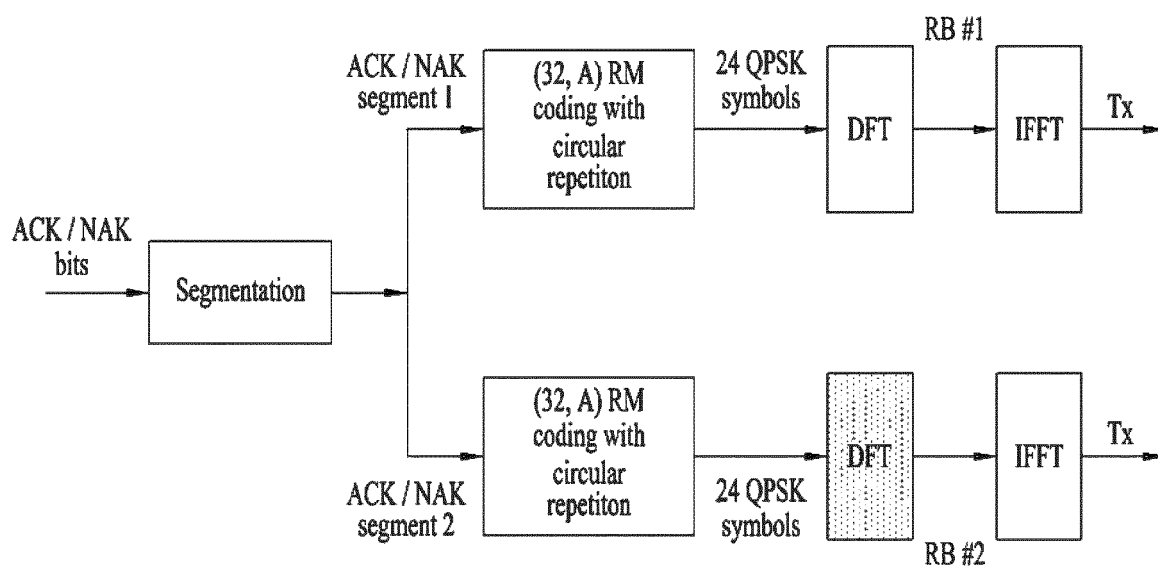 ACK / NAK
bits
Segmentation
ACK / NAK
segment 1
(32, A) RM
coding with
circular
repetiton
24 QPSK
symbols
DFT
RB #1
IFFT
Tx
ACK / NAK
segment 2
(32, A) RM
coding with
circular
repetiton
24 QPSK
symbols
DFT
RB #2
IFFT
Tx